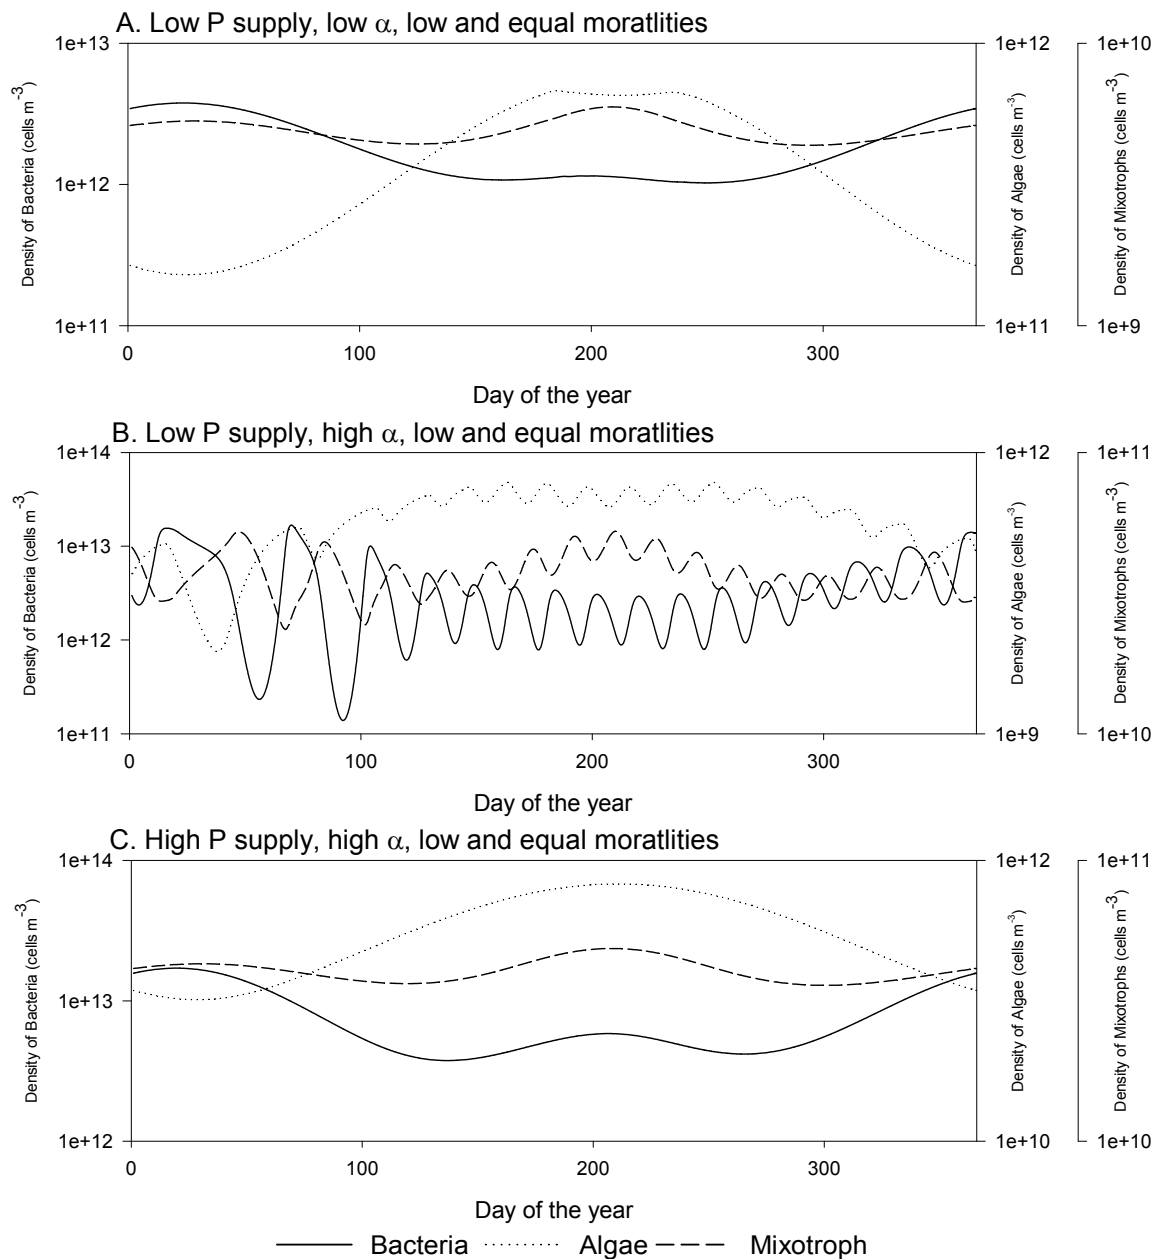 A. Low P supply, low α, low and equal moratlities
1e+13
1e+12
1e+11
Density of Bacteria (cells m-3)
0 100 200 300
Day of the year
1e+12
1e+11
Density of Algae (cells m-3)
1e+10
1e+9
Density of Mixotrophs (cells m-3)
B. Low P supply, high α, low and equal moratlities
1e+14
1e+13
1e+12
1e+11
Density of Bacteria (cells m-3)
0 100 200 300
Day of the year
1e+12
1e+9
Density of Algae (cells m-3)
1e+11
1e+10
Density of Mixotrophs (cells m-3)
C. High P supply, high α, low and equal moratlities
1e+14
1e+13
1e+12
Density of Bacteria (cells m-3)
0 100 200 300
Day of the year
1e+12
1e+10
Density of Algae (cells m-3)
1e+11
1e+10
Density of Mixotrophs (cells m-3)
Bacteria Algae Mixotroph